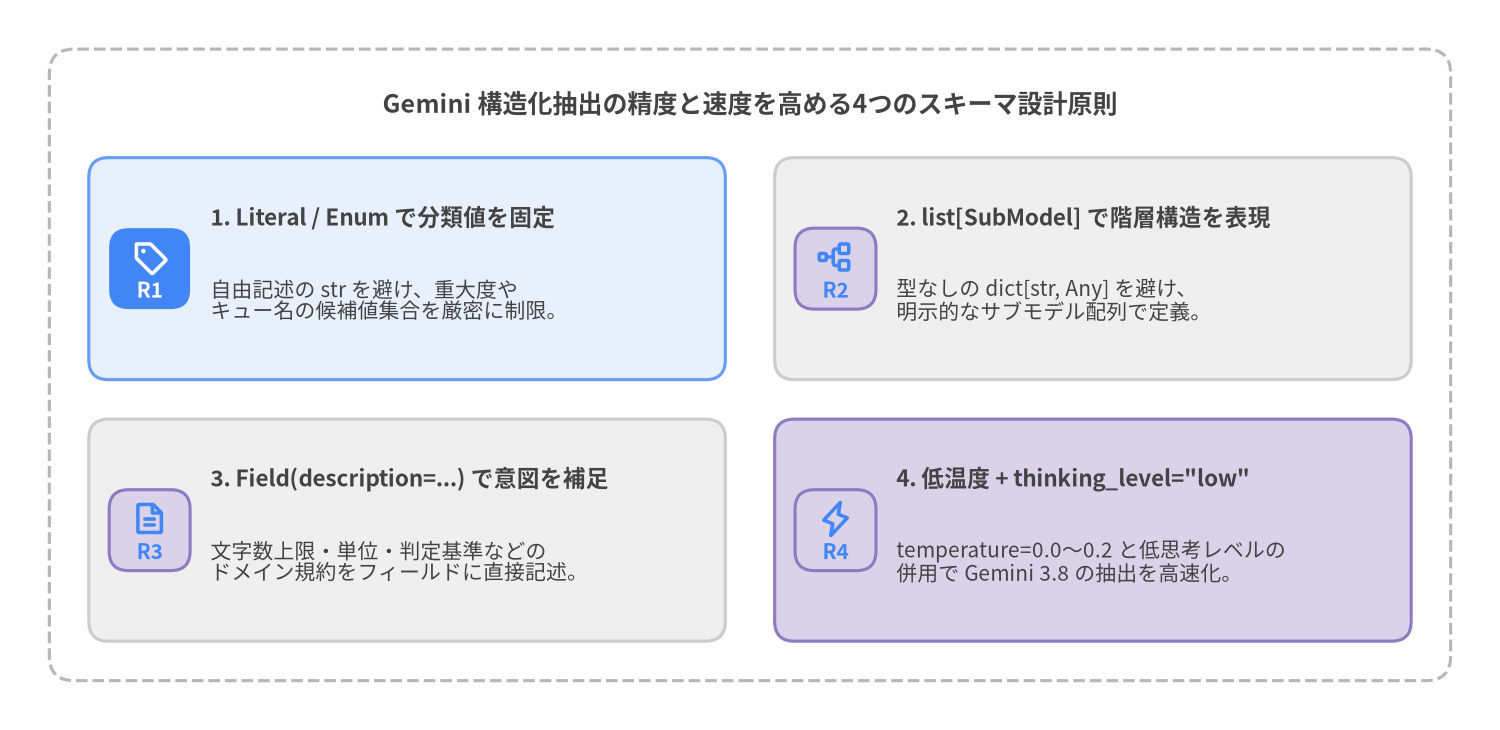 Gemini 構造化抽出の精度と速度を高める4つのスキーマ設計原則
1. Literal / Enum で分類値を固定
R1
自由記述の str を避け、重大度や
キュー名の候補値集合を厳密に制限。
2. list[SubModel] で階層構造を表現
R2
型なしの dict[str, Any] を避け、
明示的なサブモデル配列で定義。
3. Field(description=...) で意図を補足
R3
文字数上限・単位・判定基準などの
ドメイン規約をフィールドに直接記述。
4. 低温度 + thinking_level="low"
R4
temperature=0.0〜0.2 と低思考レベルの
併用で Gemini 3.8 の抽出を高速化。